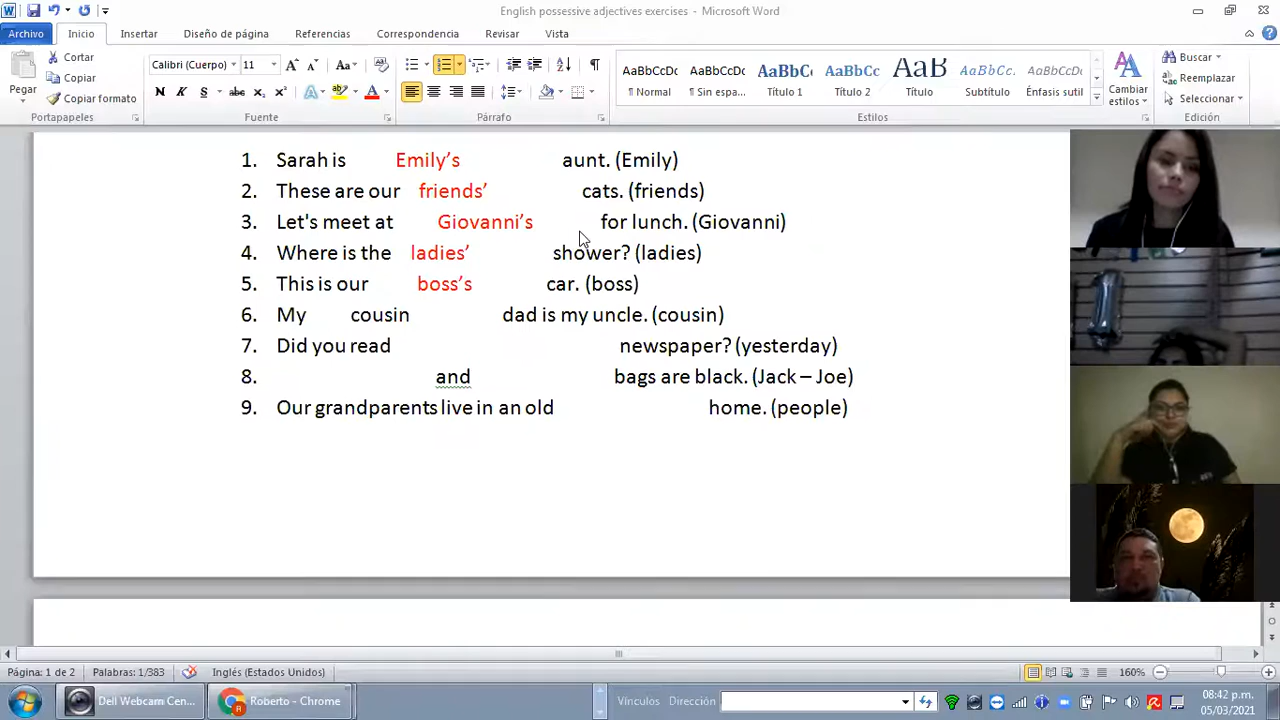 English possessive adjectives exercises - Microsoft Word
Archivo Inicio Insertar Diseño de página Referencias Correspondencia Revisar Vista
Pegar
Cortar
Copiar
Copiar formato
Portapapeles
Calibri (Cuerpo) 11
Fuente
Párrafo
AaBbCcDc AaBbCcDc AaBbC AaBbCc AaB AaBbCc. AaBbCcDc
¶ Normal ¶ Sin espa... Título 1 Título 2 Título Subtítulo Énfasis sutil
Estilos
Cambiar
estilos
Buscar
Reemplazar
Seleccionar
Edición
1. Sarah is Emily’s aunt. (Emily)
2. These are our friends’ cats. (friends)
3. Let's meet at Giovanni’s for lunch. (Giovanni)
4. Where is the ladies’ shower? (ladies)
5. This is our boss’s car. (boss)
6. My cousin dad is my uncle. (cousin)
7. Did you read newspaper? (yesterday)
8. and bags are black. (Jack – Joe)
9. Our grandparents live in an old home. (people)
Página: 1 de 2 Palabras: 1/383 Inglés (Estados Unidos) 160%
Dell Webcam Cen... Roberto - Chrome Vínculos Dirección 08:42 p.m.
05/03/2021